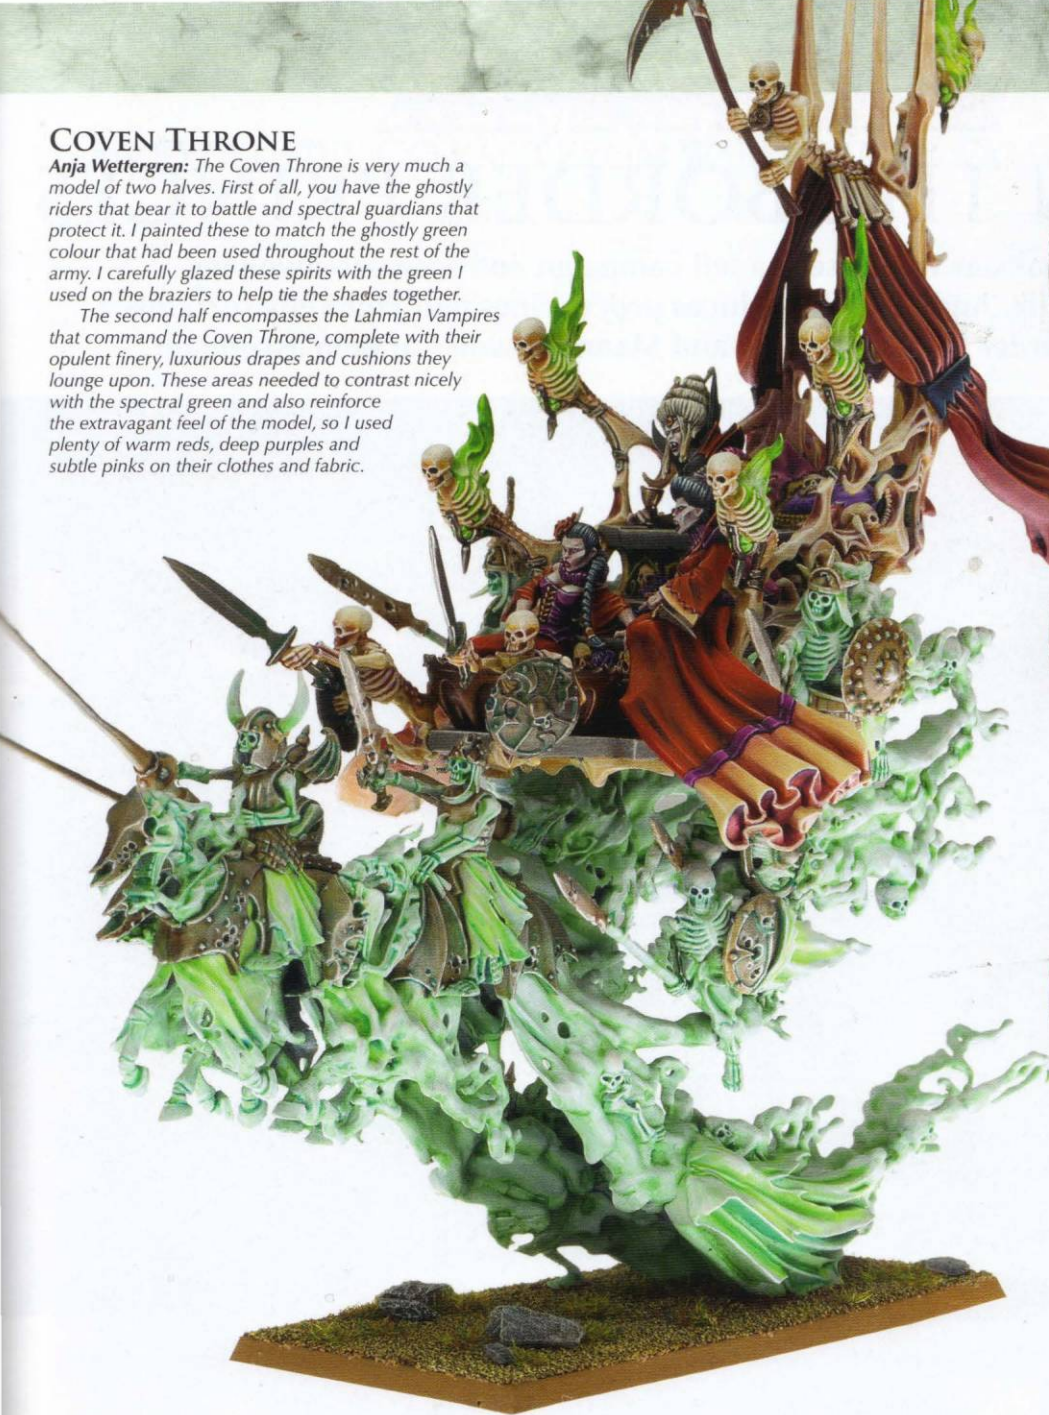 COVEN THRONE
Anja Wettergren: The Coven Throne is very much a
model of two halves. First of all, you have the ghostly
riders that bear it to battle and spectral guardians that
protect it. I painted these to match the ghostly green
colour that had been used throughout the rest of the
army. I carefully glazed these spirits with the green I
used on the braziers to help tie the shades together.
The second half encompasses the Lahmian Vampires
that command the Coven Throne, complete with their
opulent finery, luxurious drapes and cushions they
lounge upon. These areas needed to contrast nicely
with the spectral green and also reinforce
the extravagant feel of the model, so I used
plenty of warm reds, deep purples and
subtle pinks on their clothes and fabric.